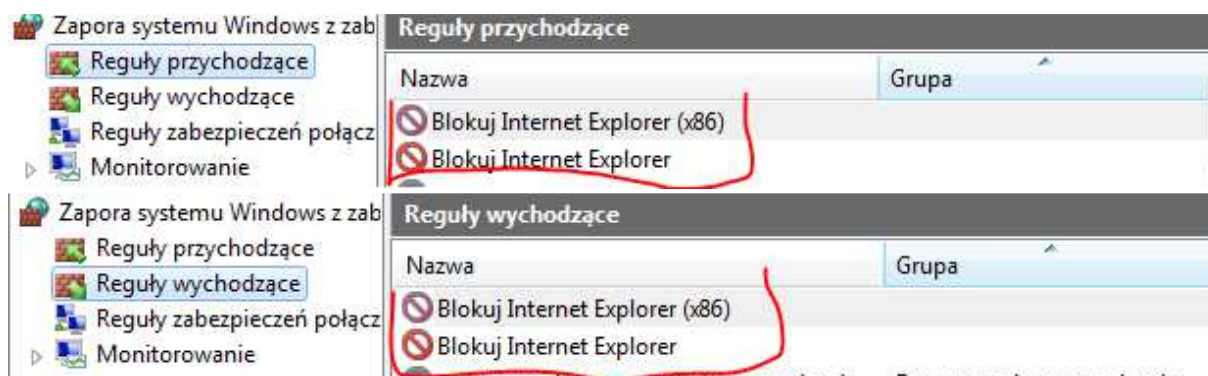 Zapora systemu Windows z zab
Reguły przychodzące
Reguły wychodzące
Reguły zabezpieczeń połącz
Monitorowanie
Reguły przychodzące
Nazwa Grupa
Blokuj Internet Explorer (x86)
Blokuj Internet Explorer
Zapora systemu Windows z zab
Reguły przychodzące
Reguły wychodzące
Reguły zabezpieczeń połącz
Monitorowanie
Reguły wychodzące
Nazwa Grupa
Blokuj Internet Explorer (x86)
Blokuj Internet Explorer